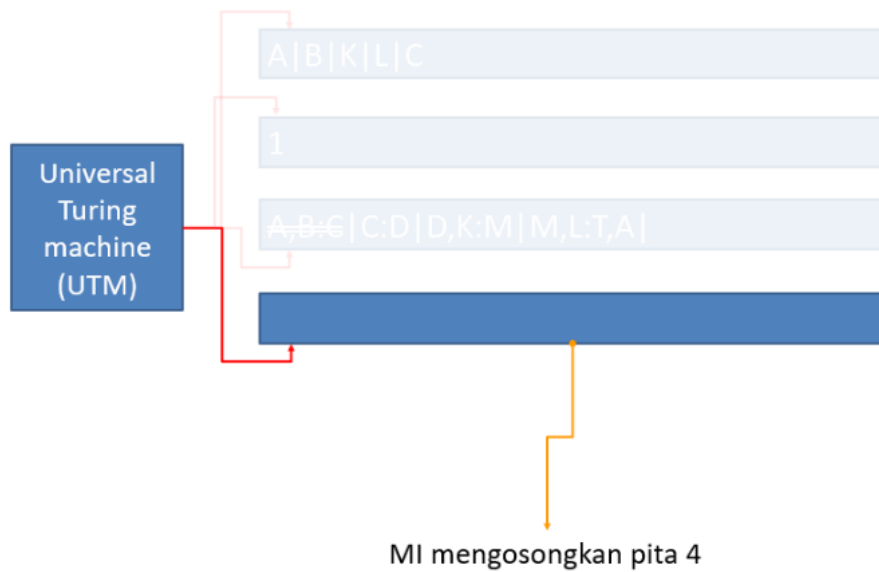 A|B|K|L|C
1
Universal
Turing
machine
(UTM)
A,B:C|C:D|D,K:M|M,L:T,A|
MI mengosongkan pita 4